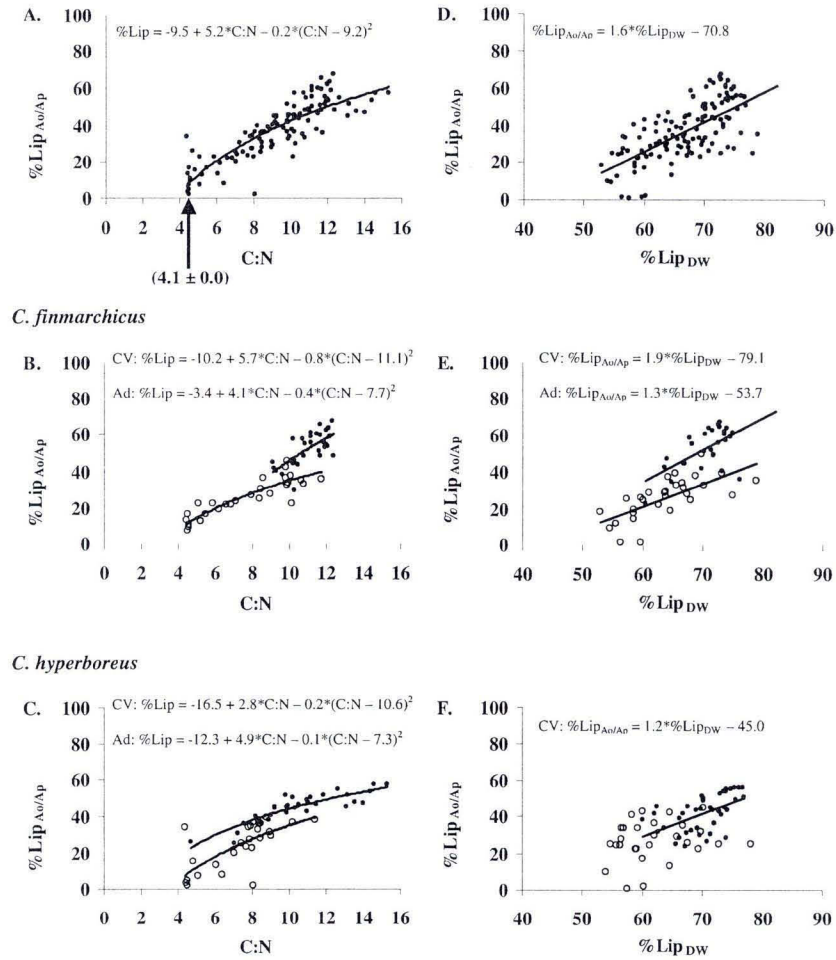 A.
%Lip = -9.5 + 5.2*C:N – 0.2*(C:N – 9.2)²
%Lip Ao/Ap
100
80
60
40
20
0
0 2 4 6 8 10 12 14 16
C:N
(4.1 ± 0.0)
D.
%Lip Ao/Ap = 1.6*%Lip DW – 70.8
%Lip Ao/Ap
100
80
60
40
20
0
40 50 60 70 80 90
%Lip DW
C. finmarchicus
B.
CV: %Lip = -10.2 + 5.7*C:N – 0.8*(C:N – 11.1)²
Ad: %Lip = -3.4 + 4.1*C:N – 0.4*(C:N – 7.7)²
%Lip Ao/Ap
100
80
60
40
20
0
0 2 4 6 8 10 12 14 16
C:N
E.
CV: %Lip Ao/Ap = 1.9*%Lip DW – 79.1
Ad: %Lip Ao/Ap = 1.3*%Lip DW – 53.7
%Lip Ao/Ap
100
80
60
40
20
0
40 50 60 70 80 90
%Lip DW
C. hyperboreus
C.
CV: %Lip = -16.5 + 2.8*C:N – 0.2*(C:N – 10.6)²
Ad: %Lip = -12.3 + 4.9*C:N – 0.1*(C:N – 7.3)²
%Lip Ao/Ap
100
80
60
40
20
0
0 2 4 6 8 10 12 14 16
C:N
F.
CV: %Lip Ao/Ap = 1.2*%Lip DW – 45.0
%Lip Ao/Ap
100
80
60
40
20
0
40 50 60 70 80 90
%Lip DW